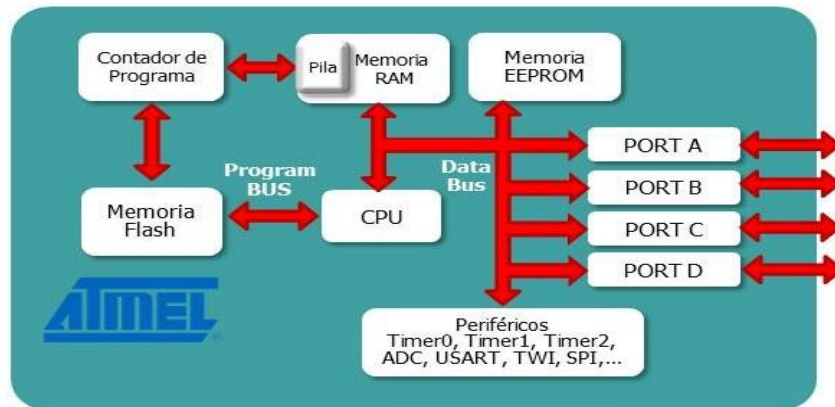 Contador de
Programa
Pila
Memoria
RAM
Memoria
EEPROM
Program
BUS
Data
Bus
Memoria
Flash
CPU
PORT A
PORT B
PORT C
PORT D
ATMEL
Periféricos
Timer0, Timer1, Timer2,
ADC, USART, TWI, SPI,...